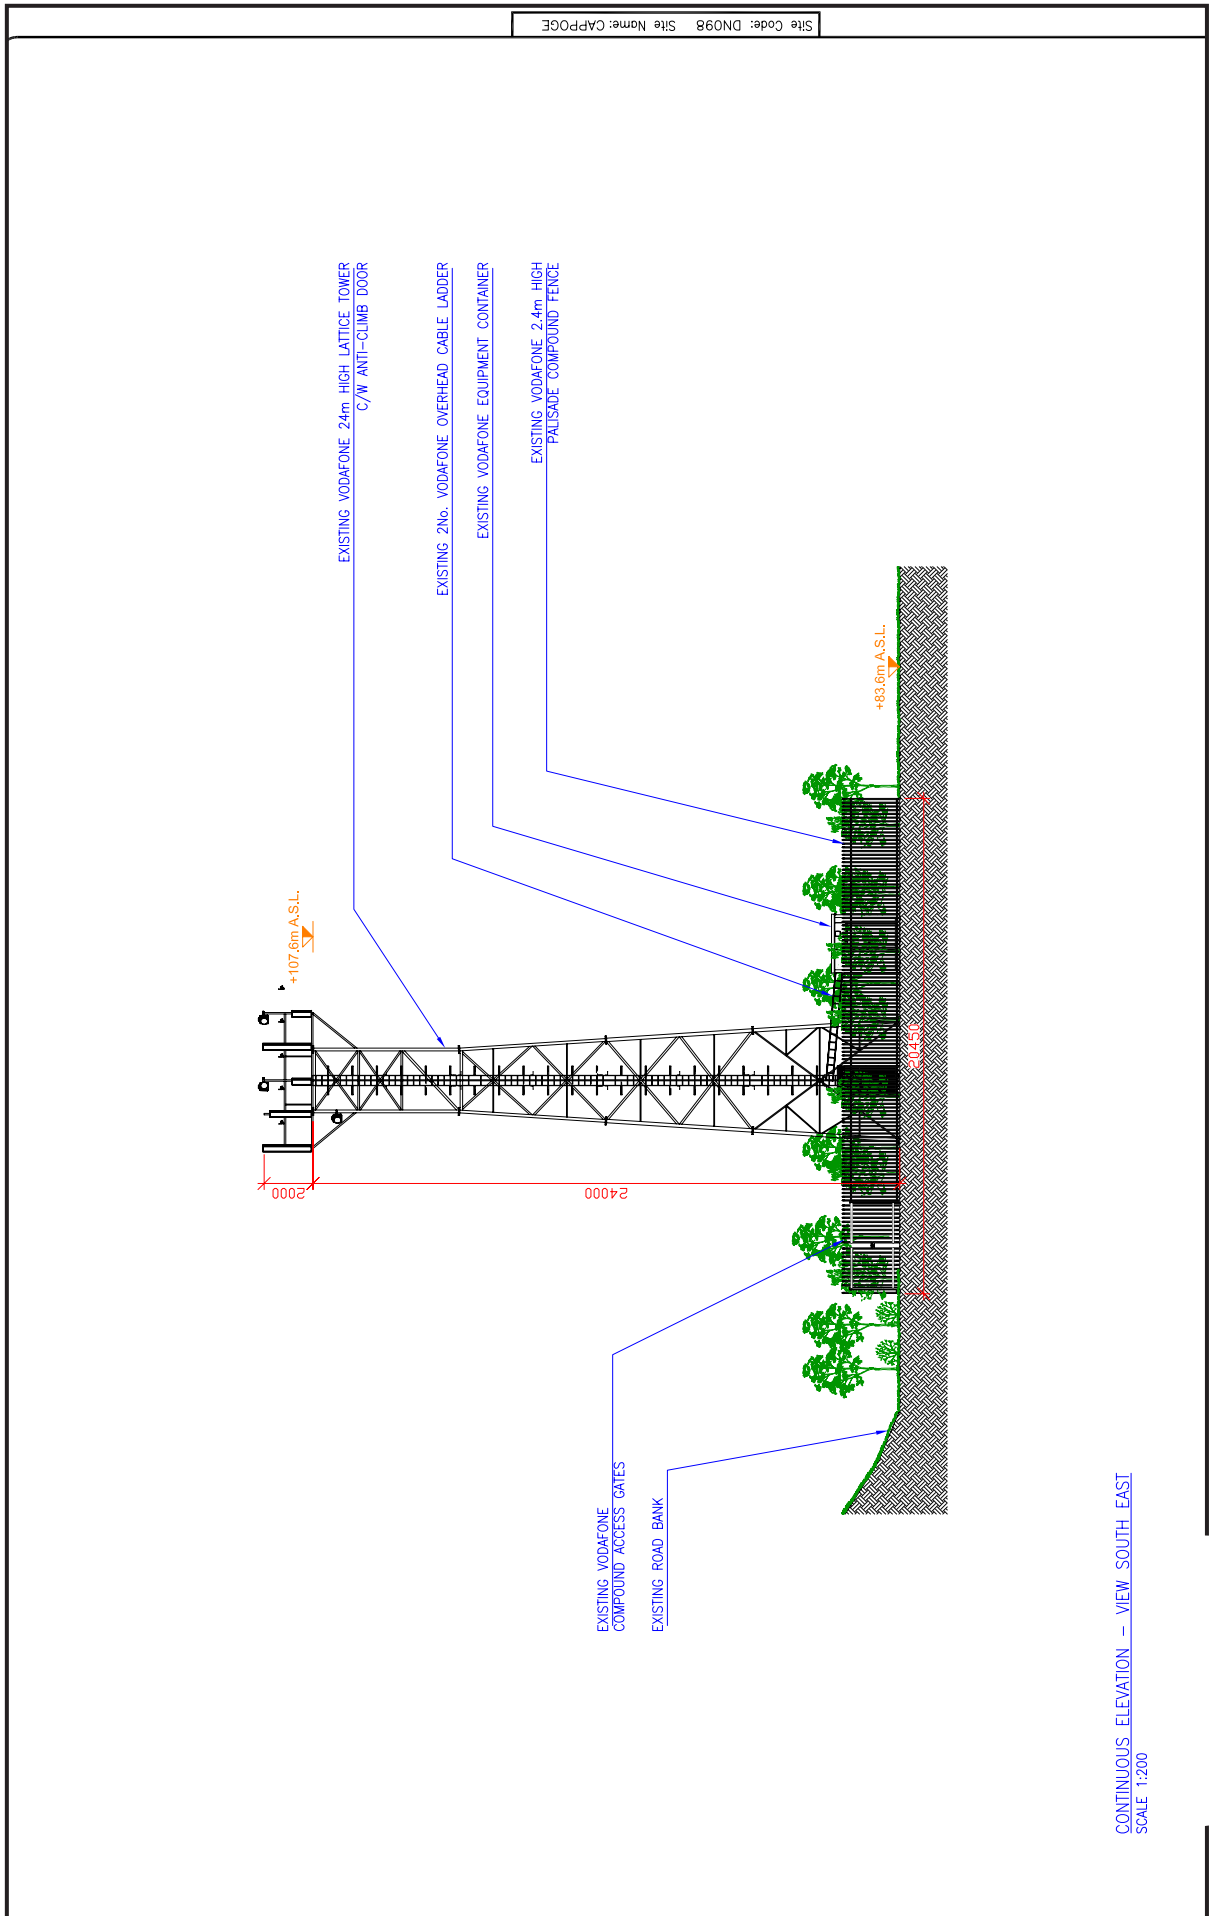 Site Code: DN098 Site Name: CAPPOGE
EXISTING VODAFONE 24m HIGH LATTICE TOWER
C/W ANTI-CLIMB DOOR
EXISTING 2No. VODAFONE OVERHEAD CABLE LADDER
EXISTING VODAFONE EQUIPMENT CONTAINER
EXISTING VODAFONE 2.4m HIGH
PALISADE COMPOUND FENCE
+107.6m A.S.L.
+83.6m A.S.L.
2000
24000
20450
EXISTING VODAFONE
COMPOUND ACCESS GATES
EXISTING ROAD BANK
CONTINUOUS ELEVATION - VIEW SOUTH EAST
SCALE 1:200